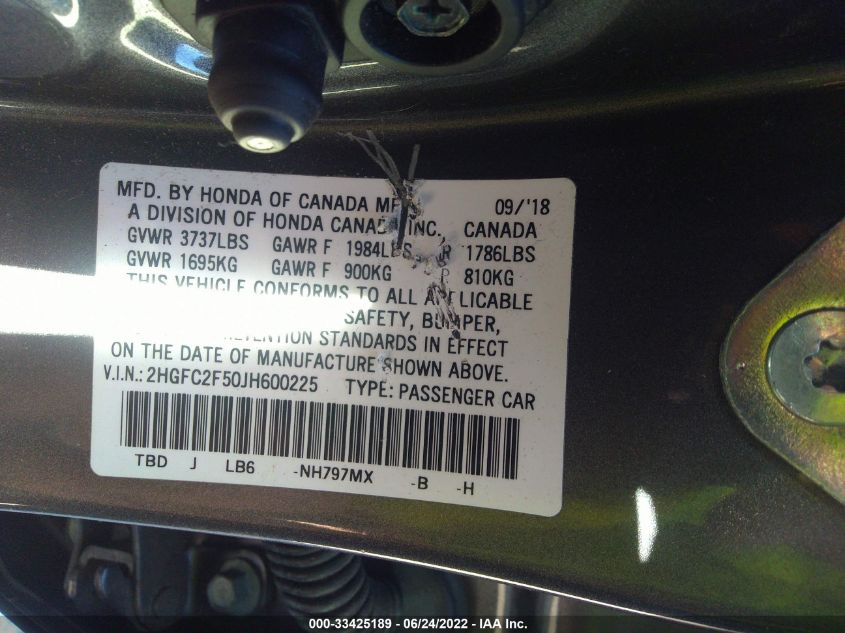 MFD. BY HONDA OF CANADA MF 09/'18
A DIVISION OF HONDA CANADA INC. CANADA
GVWR 3737LBS GAWR F 1984LBS R 1786LBS
GVWR 1695KG GAWR F 900KG R 810KG
THIS VEHICLE CONFORMS TO ALL APPLICABLE
SAFETY, BUMPER,
STANDARDS IN EFFECT
ON THE DATE OF MANUFACTURE SHOWN ABOVE.
V.I.N.: 2HGFC2F50JH600225 TYPE: PASSENGER CAR
TBD J LB6 -NH797MX -B -H
000-33425189 - 06/24/2022 - IAA Inc.